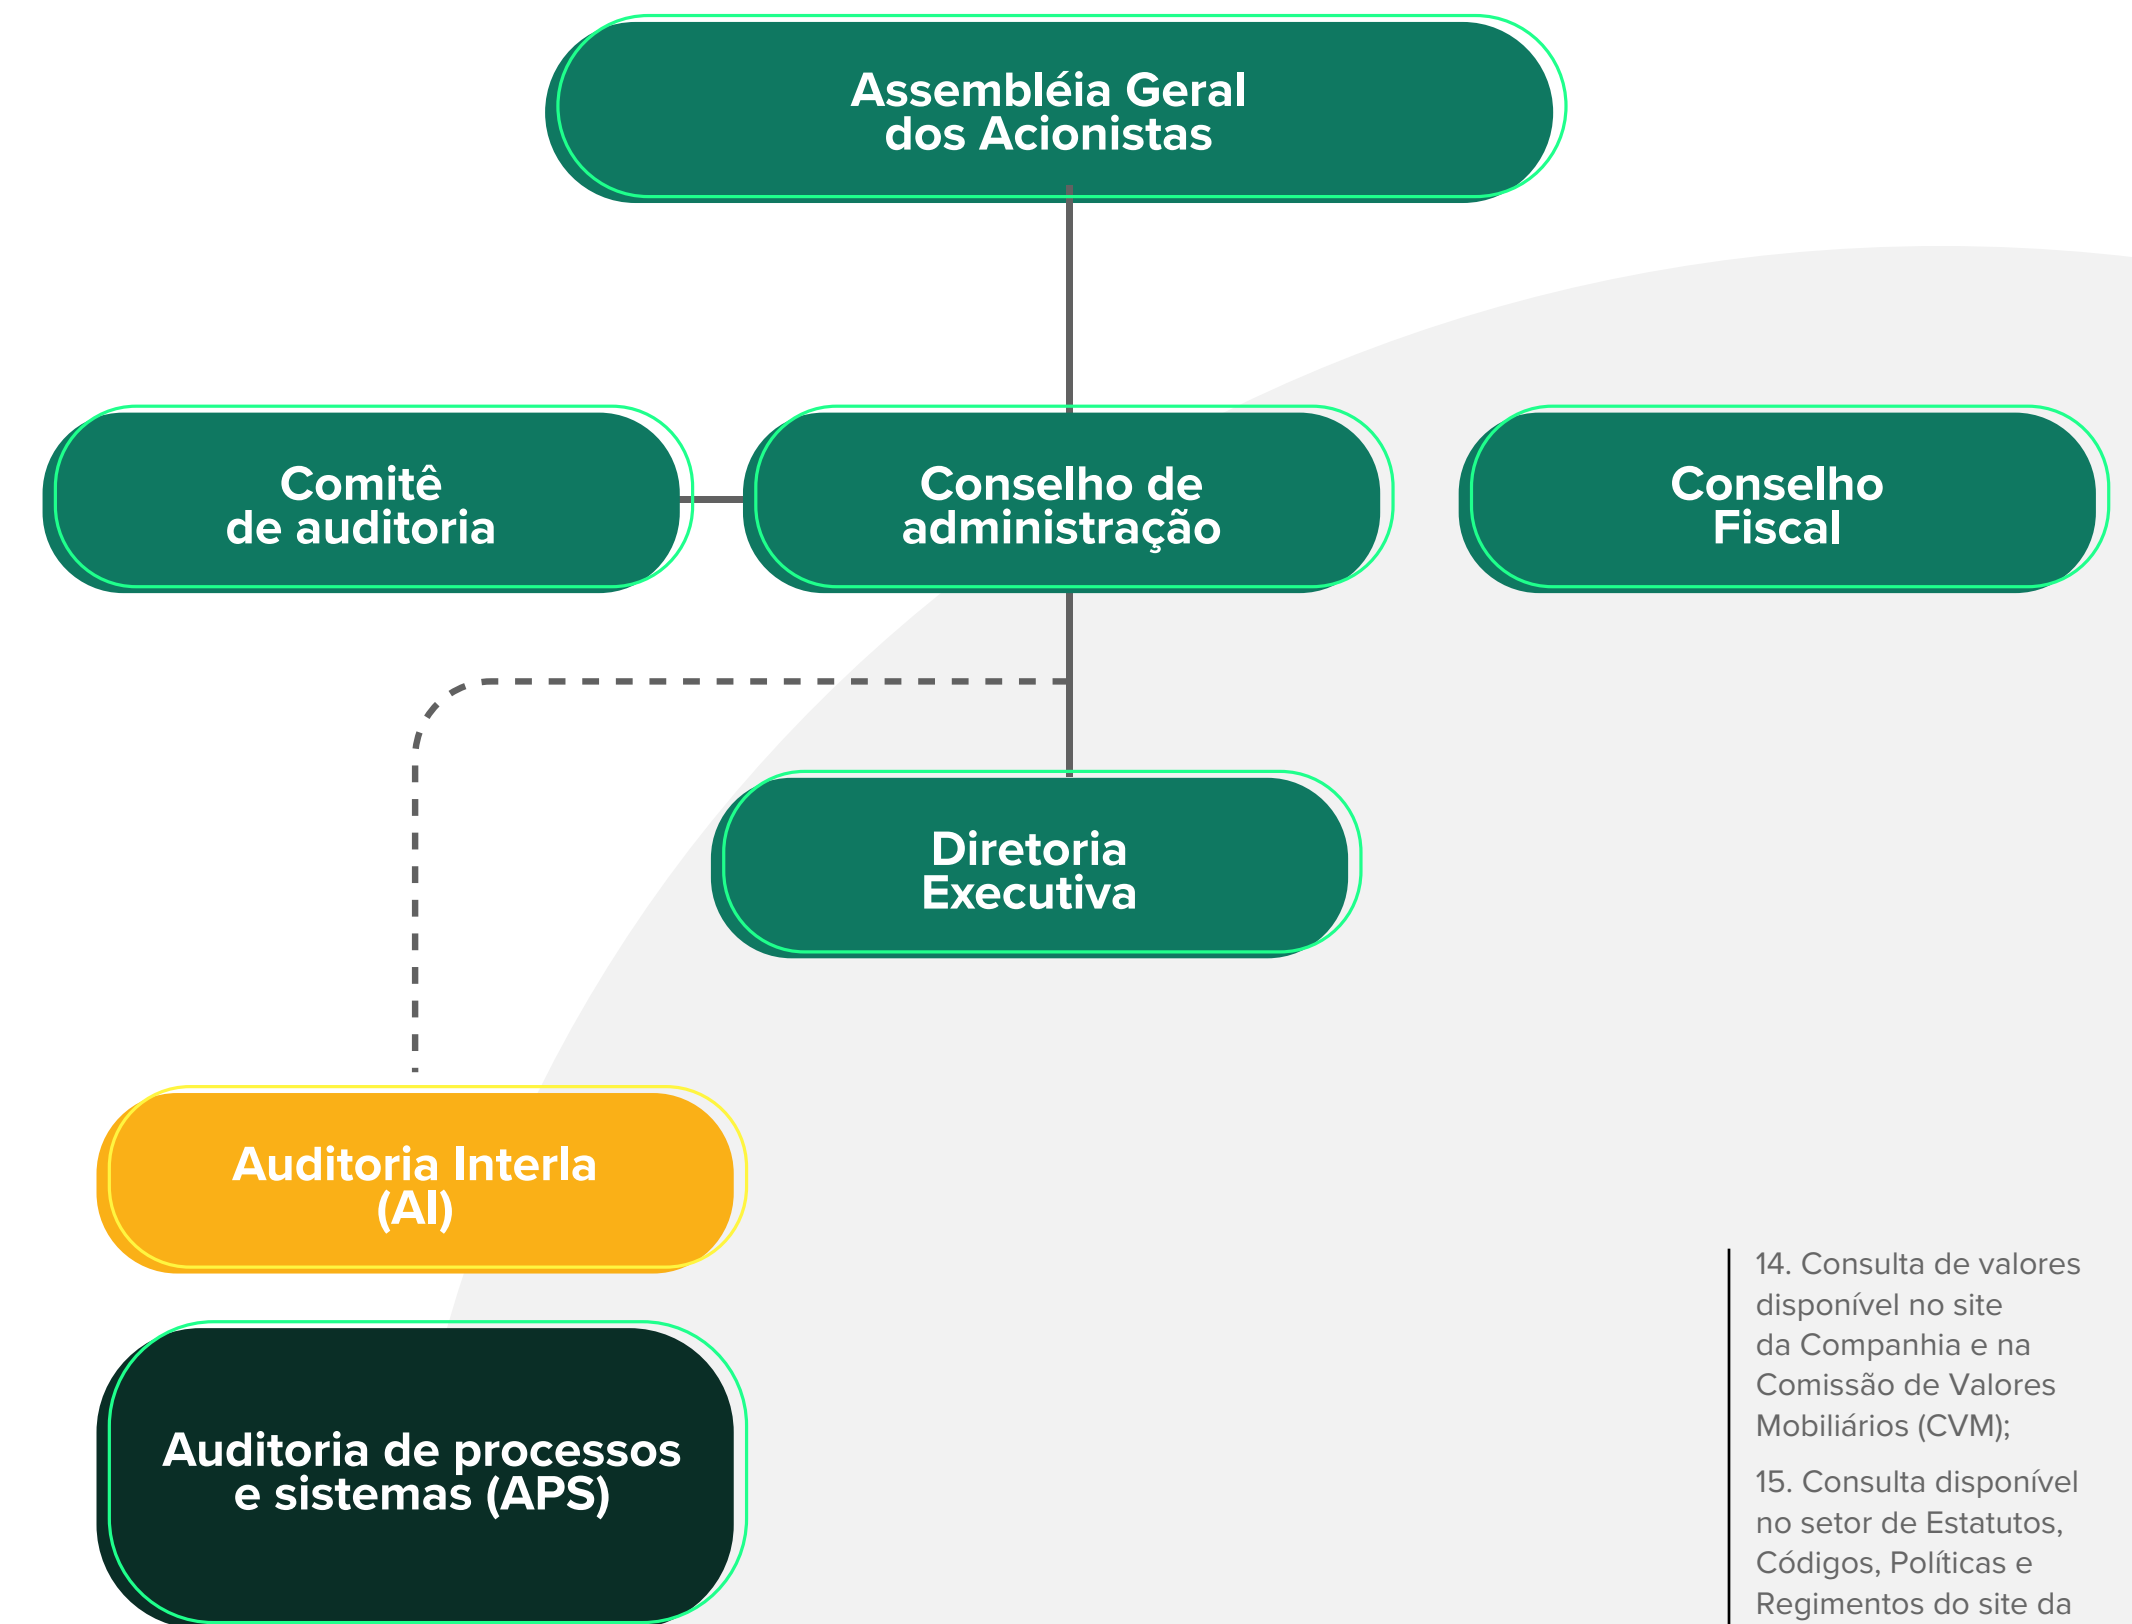 Assembléia Geral
dos Acionistas
Comitê
de auditoria
Conselho de
administração
Conselho
Fiscal
Diretoria
Executiva
Auditoria Interla
(AI)
Auditoria de processos
e sistemas (APS)
14. Consulta de valores
disponível no site
da Companhia e na
Comissão de Valores
Mobiliários (CVM);
15. Consulta disponível
no setor de Estatutos,
Códigos, Políticas e
Regimentos do site da